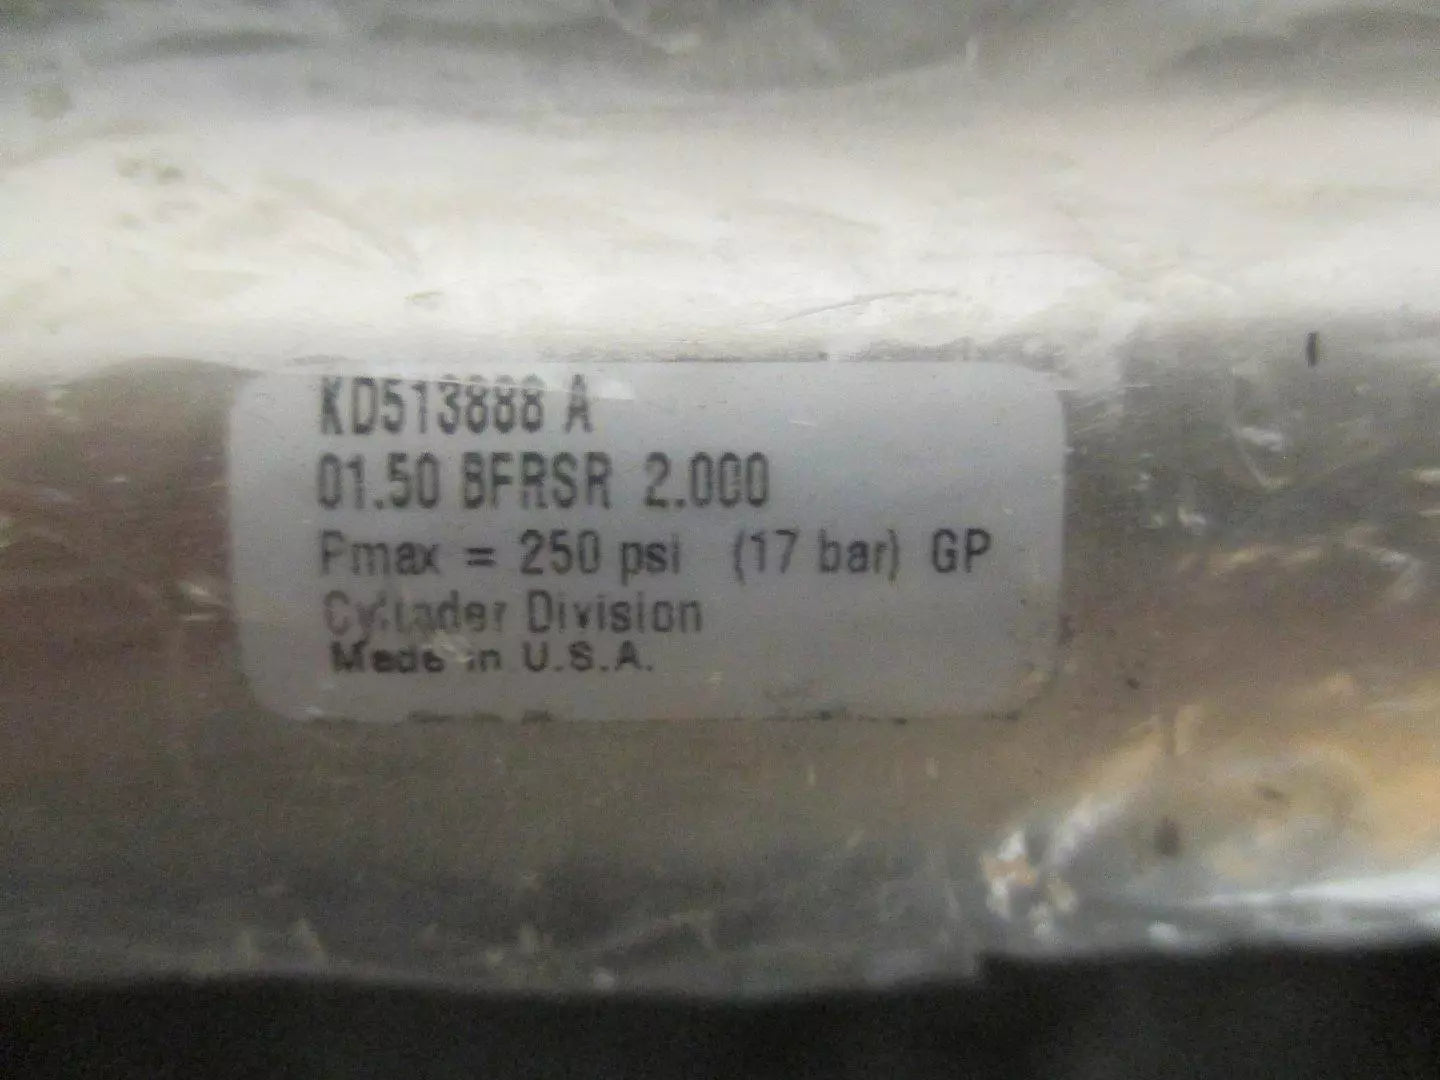 KD513888 A
01.50 BFRSR 2.000
Pmax = 250 psi (17 bar) GP
Cylinder Division
Made in U.S.A.